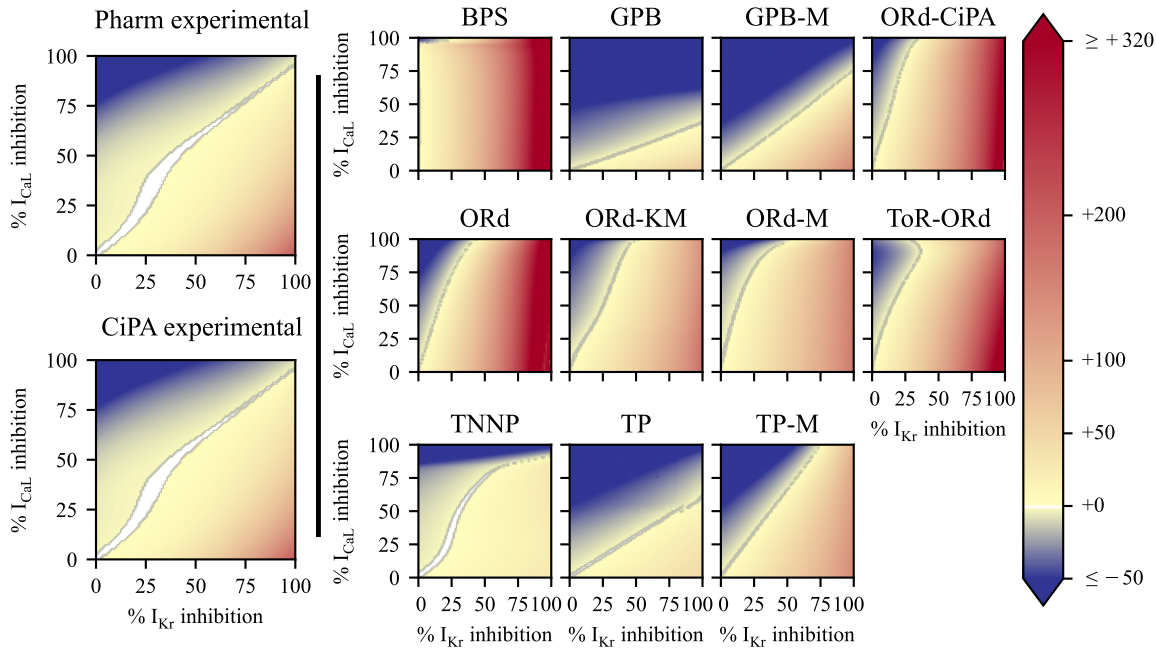 Pharm experimental
100
75
50
25
0
% I_CaL inhibition
0 25 50 75 100
CiPA experimental
100
75
50
25
0
% I_CaL inhibition
0 25 50 75 100
% I_Kr inhibition
BPS GPB GPB-M ORd-CiPA
100
75
50
25
0
% I_CaL inhibition
ORd ORd-KM ORd-M ToR-ORd
100
75
50
25
0
% I_CaL inhibition
0 25 50 75 100
% I_Kr inhibition
TNNP TP TP-M
100
75
50
25
0
% I_CaL inhibition
0 25 50 75 100 0 25 50 75 100 0 25 50 75 100
% I_Kr inhibition % I_Kr inhibition % I_Kr inhibition
≥ +320
+200
+100
+50
+0
≤ −50